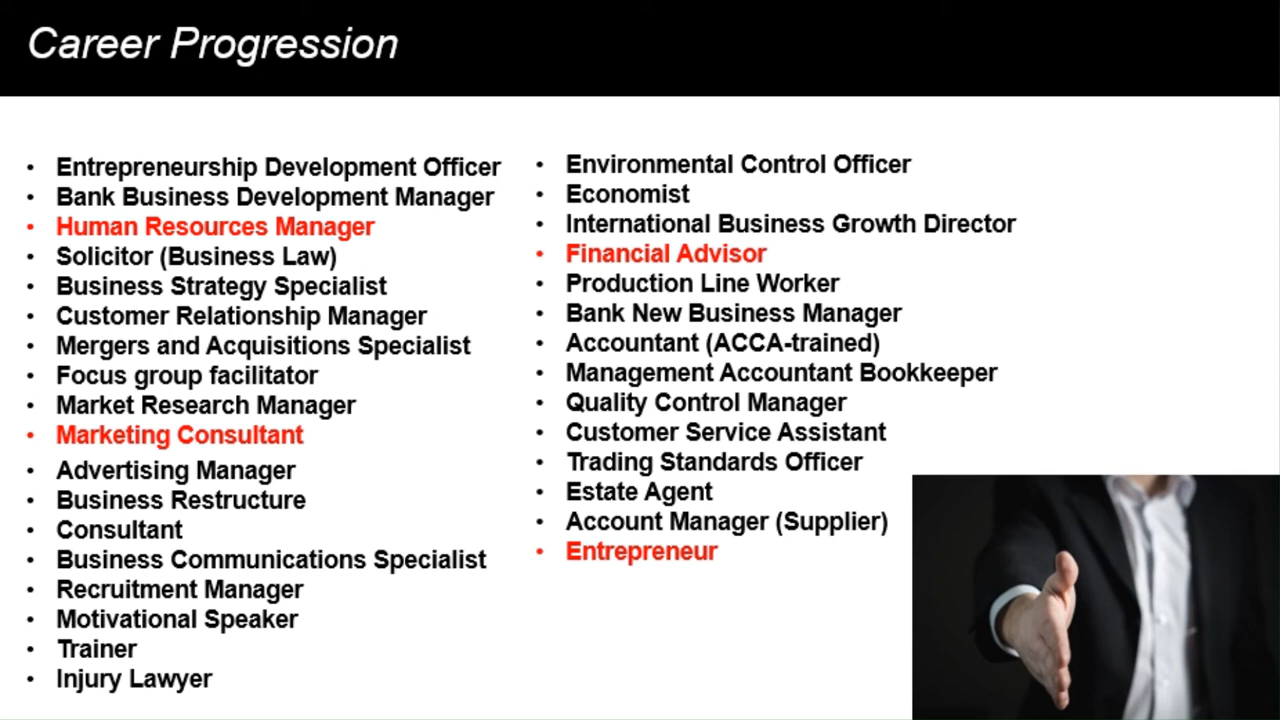 Career Progression
• Entrepreneurship Development Officer
• Bank Business Development Manager
• Human Resources Manager
• Solicitor (Business Law)
• Business Strategy Specialist
• Customer Relationship Manager
• Mergers and Acquisitions Specialist
• Focus group facilitator
• Market Research Manager
• Marketing Consultant
• Advertising Manager
• Business Restructure
• Consultant
• Business Communications Specialist
• Recruitment Manager
• Motivational Speaker
• Trainer
• Injury Lawyer
• Environmental Control Officer
• Economist
• International Business Growth Director
• Financial Advisor
• Production Line Worker
• Bank New Business Manager
• Accountant (ACCA-trained)
• Management Accountant Bookkeeper
• Quality Control Manager
• Customer Service Assistant
• Trading Standards Officer
• Estate Agent
• Account Manager (Supplier)
• Entrepreneur